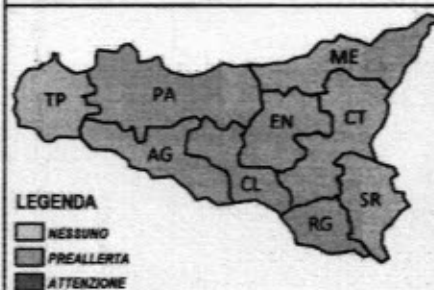 ME
TP
PA
CT
EN
AG
CL
SR
RG
LEGENDA
NESSUNO
PREALLERTA
ATTENZIONE